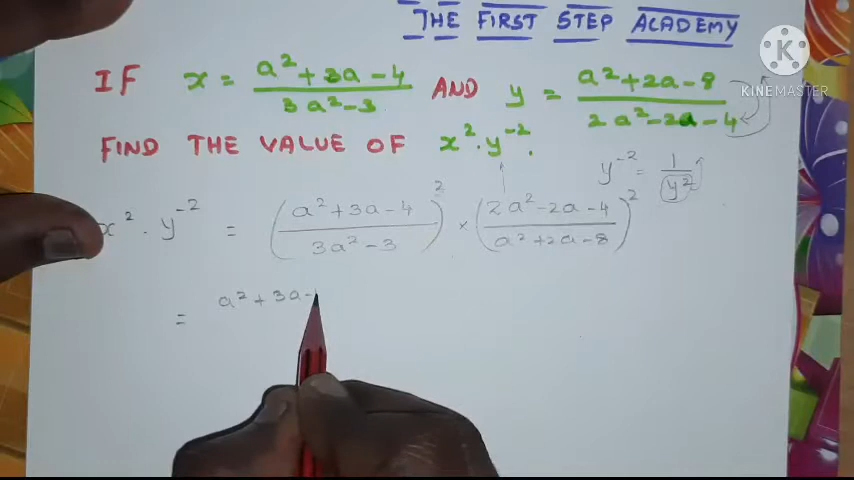 THE FIRST STEP ACADEMY
KINEMASTER
IF x = (a² + 3a - 4)/(3a² - 3) AND y = (a² + 2a - 8)/(2a² - 2a - 4)
FIND THE VALUE OF x² · y⁻² .
y⁻² = 1/y²
x² · y⁻² = ((a² + 3a - 4)/(3a² - 3))² × ((2a² - 2a - 4)/(a² + 2a - 8))²
= a² + 3a -